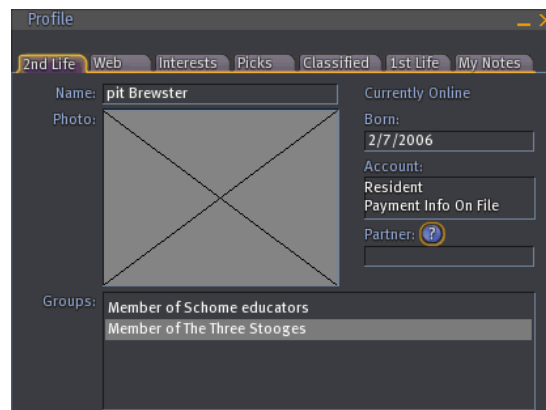 Profile
2nd Life Web Interests Picks Classified 1st Life My Notes
Name: pit Brewster
Currently Online
Photo:
Born:
2/7/2006
Account:
Resident
Payment Info On File
Partner: ?
Groups:
Member of Schome educators
Member of The Three Stooges